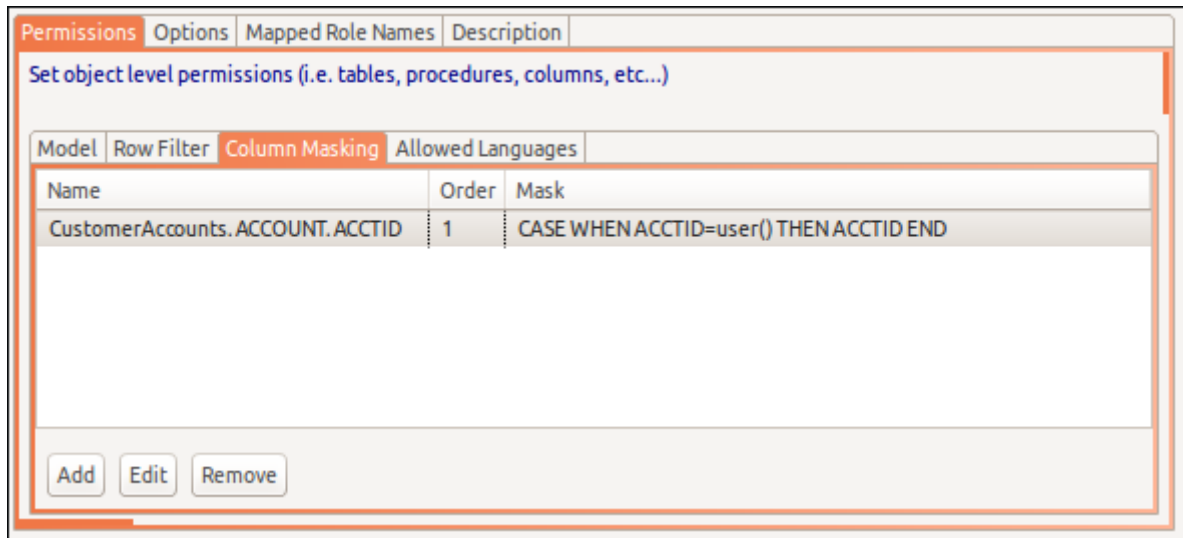 Permissions Options Mapped Role Names Description
Set object level permissions (i.e. tables, procedures, columns, etc...)
Model Row Filter Column Masking Allowed Languages
Name Order Mask
CustomerAccounts.ACCOUNT.ACCTID 1 CASE WHEN ACCTID=user() THEN ACCTID END
Add Edit Remove